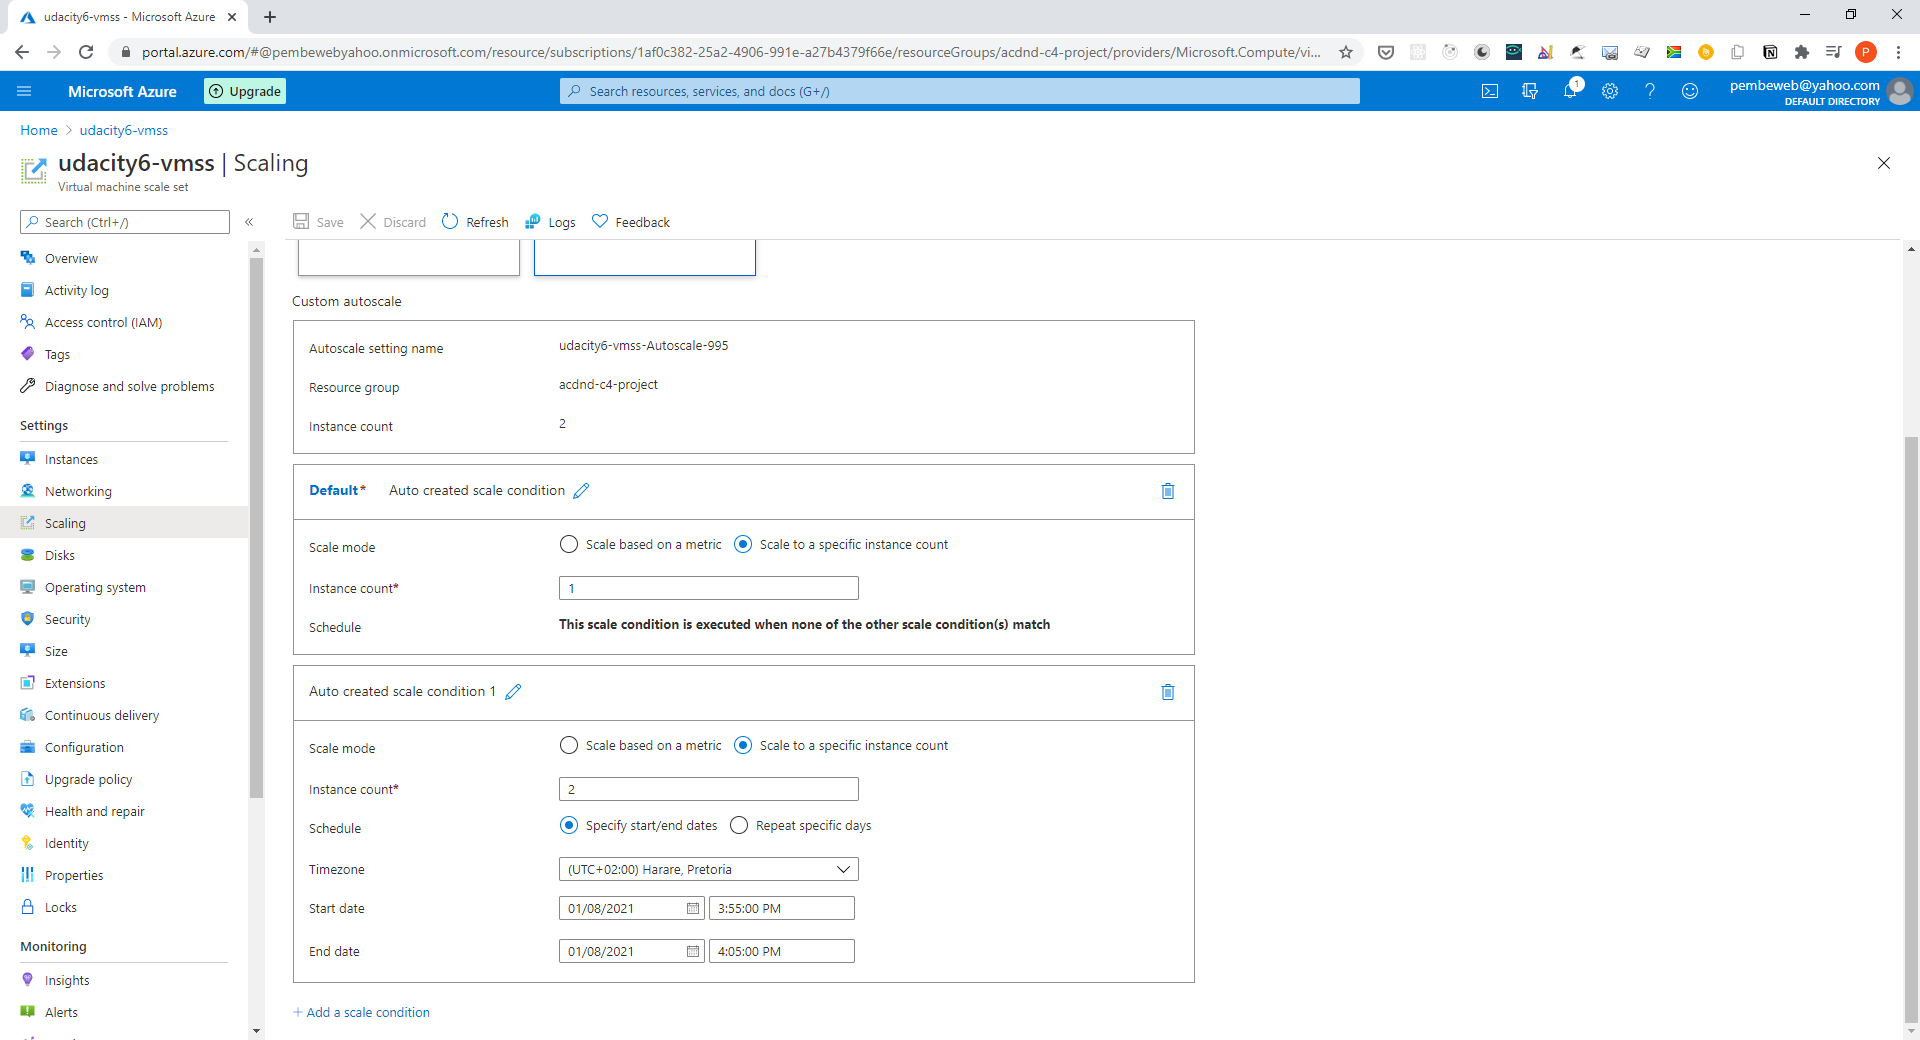 udacity6-vmss - Microsoft Azure
portal.azure.com/#@pembewebyahoo.onmicrosoft.com/resource/subscriptions/1af0c382-25a2-4906-991e-a27b4379f66e/resourceGroups/acdnd-c4-project/providers/Microsoft.Compute/vi...
P
Microsoft Azure
Upgrade
Search resources, services, and docs (G+/)
1
pembeweb@yahoo.com
DEFAULT DIRECTORY
Home > udacity6-vmss
udacity6-vmss | Scaling
Virtual machine scale set
Search (Ctrl+/)
«
Save
Discard
Refresh
Logs
Feedback
Overview
Activity log
Access control (IAM)
Tags
Diagnose and solve problems
Settings
Instances
Networking
Scaling
Disks
Operating system
Security
Size
Extensions
Continuous delivery
Configuration
Upgrade policy
Health and repair
Identity
Properties
Locks
Monitoring
Insights
Alerts
Custom autoscale
Autoscale setting name udacity6-vmss-Autoscale-995
Resource group acdnd-c4-project
Instance count 2
Default* Auto created scale condition
Scale mode Scale based on a metric Scale to a specific instance count
Instance count* 1
Schedule This scale condition is executed when none of the other scale condition(s) match
Auto created scale condition 1
Scale mode Scale based on a metric Scale to a specific instance count
Instance count* 2
Schedule Specify start/end dates Repeat specific days
Timezone (UTC+02:00) Harare, Pretoria
Start date 01/08/2021 3:55:00 PM
End date 01/08/2021 4:05:00 PM
+ Add a scale condition